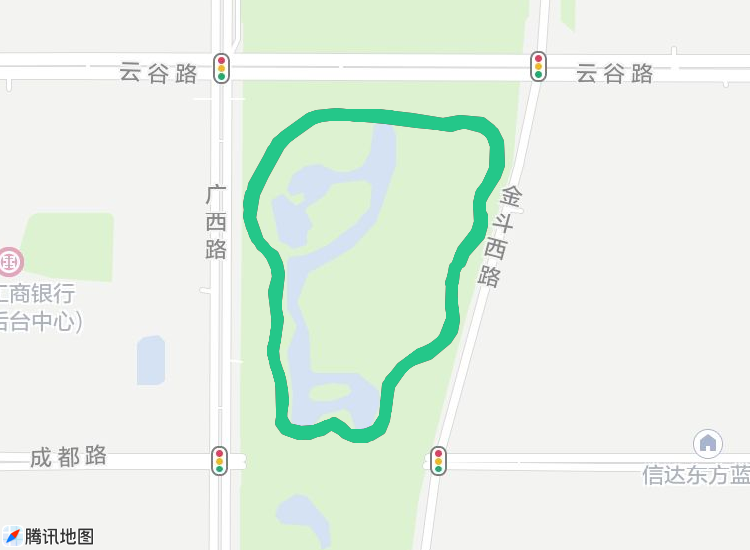 云谷路
云谷路
广西路
金斗西路
工商银行
后台中心)
成都路
信达东方蓝
腾讯地图